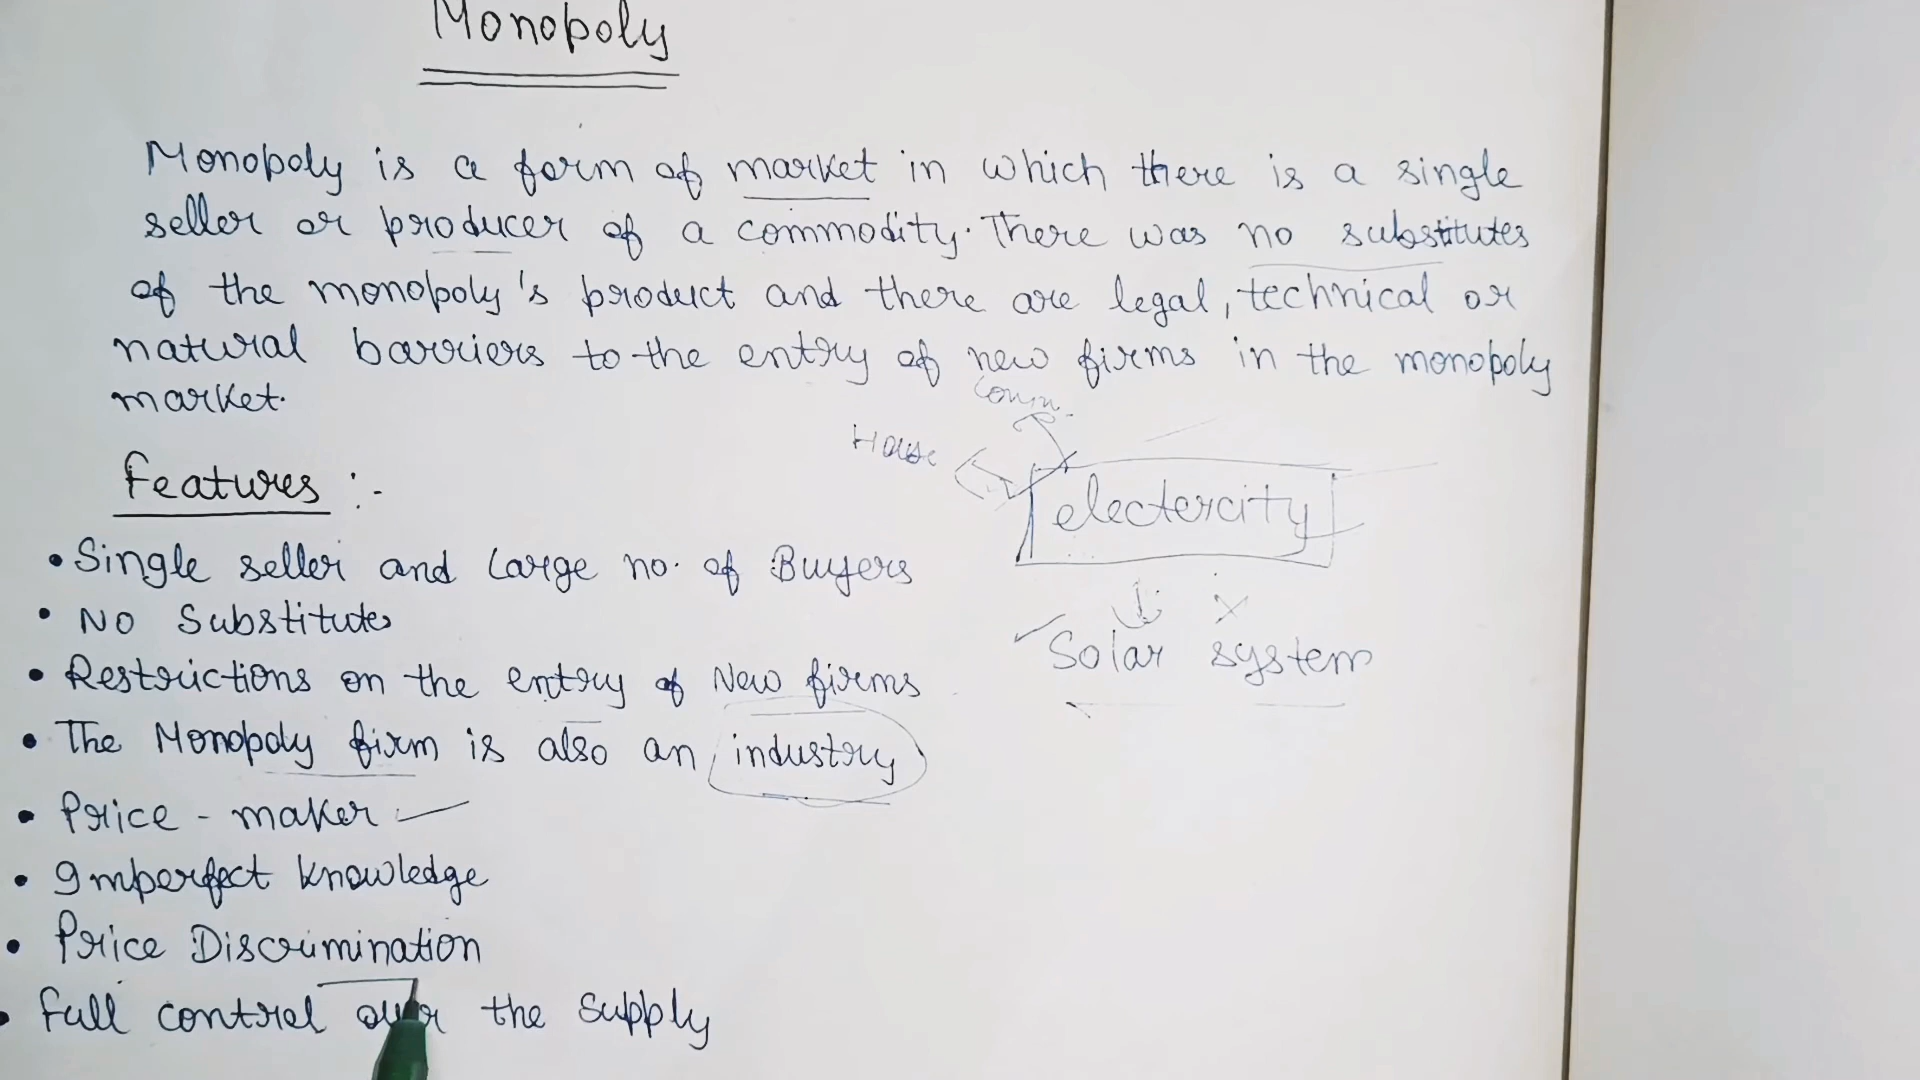 Monopoly
Monopoly is a form of market in which there is a single
seller or producer of a commodity. There was no substitutes
of the monopoly's product and there are legal, technical or
natural barriers to the entry of new firms in the monopoly
market.
Comm.
House
Features :-
electercity
• Single seller and Large no. of Buyers
• No Substitutes
Solar system
• Restrictions on the entry of New firms
• The Monopoly firm is also an industry
• Price - maker
• Imperfect Knowledge
• Price Discrimination
• Full control over the Supply